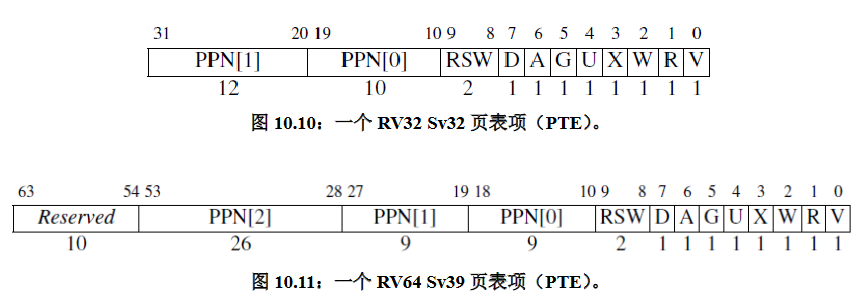 31 20 19 10 9 8 7 6 5 4 3 2 1 0
PPN[1] PPN[0] RSW D A G U X W R V
12 10 2 1 1 1 1 1 1 1 1
图 10.10：一个 RV32 Sv32 页表项（PTE）。
63 54 53 28 27 19 18 10 9 8 7 6 5 4 3 2 1 0
Reserved PPN[2] PPN[1] PPN[0] RSW D A G U X W R V
10 26 9 9 2 1 1 1 1 1 1 1 1
图 10.11：一个 RV64 Sv39 页表项（PTE）。